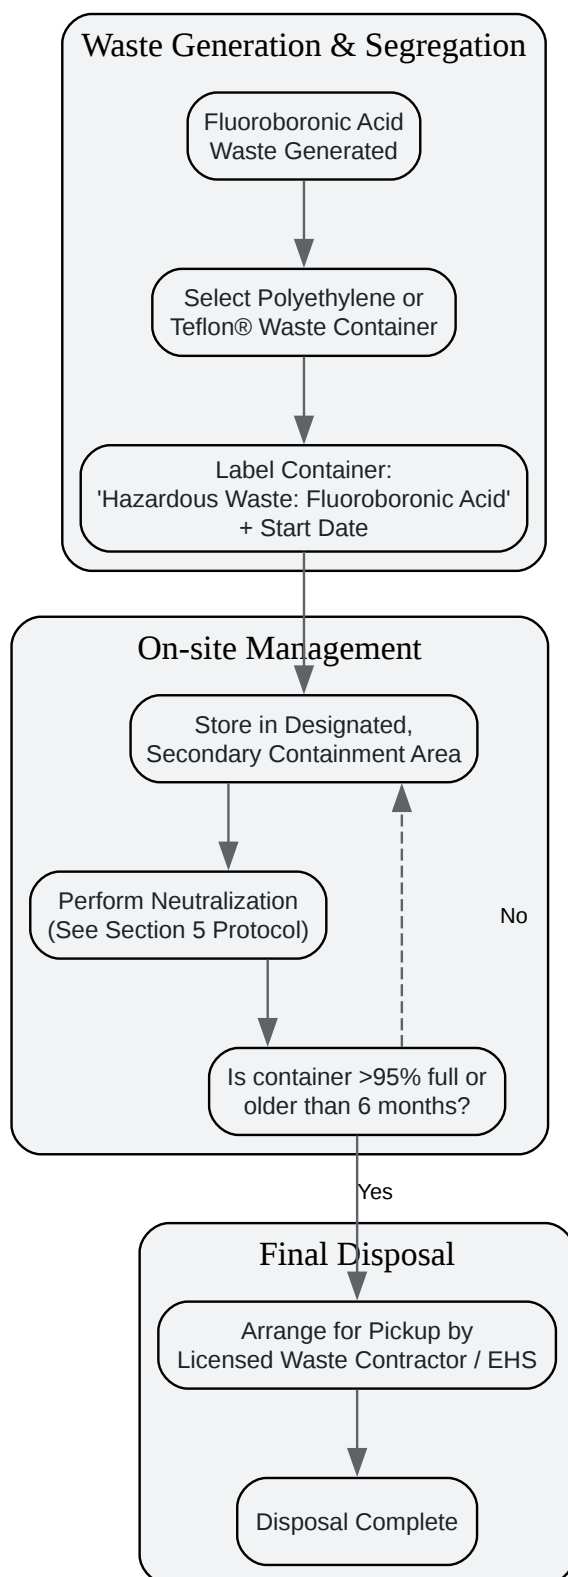 Waste Generation & Segregation
Fluoroboronic Acid
Waste Generated
Select Polyethylene or
Teflon® Waste Container
Label Container:
'Hazardous Waste: Fluoroboronic Acid'
+ Start Date
On-site Management
Store in Designated,
Secondary Containment Area
Perform Neutralization
(See Section 5 Protocol)
No
Is container >95% full or
older than 6 months?
Yes
Final Disposal
Arrange for Pickup by
Licensed Waste Contractor / EHS
Disposal Complete